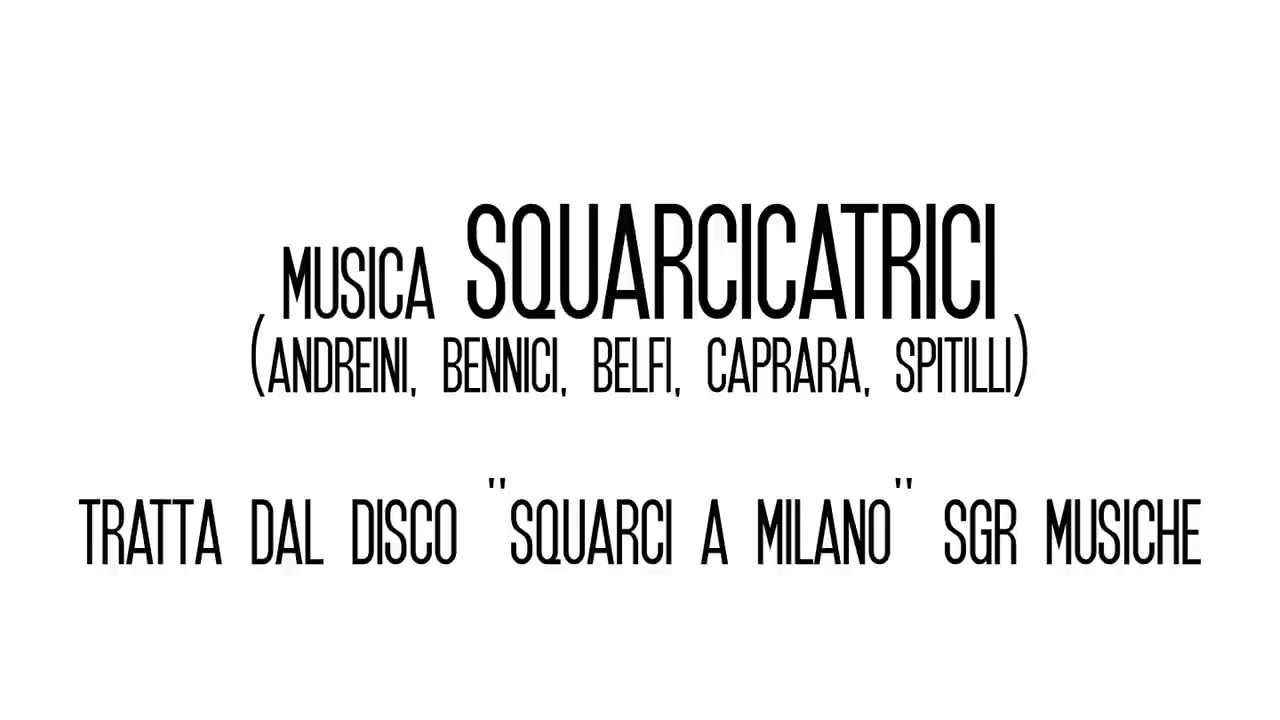 MUSICA SQUARCICATRICI
(ANDREINI, BENNICI, BELFI, CAPRARA, SPITILLI)
TRATTA DAL DISCO "SQUARCI A MILANO" SGR MUSICHE